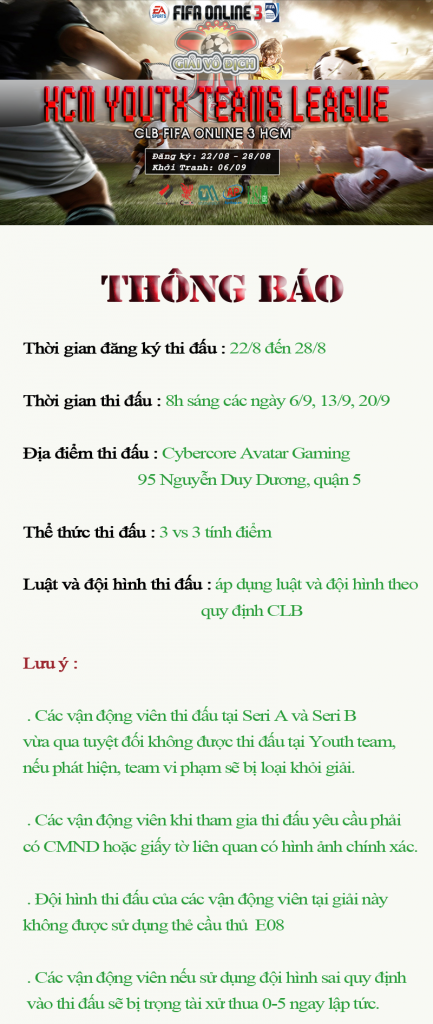 EA SPORTS FIFA ONLINE 3
GIẢI VÔ ĐỊCH
HCM YOUTH TEAMS LEAGUE
CLB FIFA ONLINE 3 HCM
Đăng ký: 22/08 - 28/08
Khởi Tranh: 06/09
THÔNG BÁO
Thời gian đăng ký thi đấu : 22/8 đến 28/8
Thời gian thi đấu : 8h sáng các ngày 6/9, 13/9, 20/9
Địa điểm thi đấu : Cybercore Avatar Gaming
95 Nguyễn Duy Dương, quận 5
Thể thức thi đấu : 3 vs 3 tính điểm
Luật và đội hình thi đấu : áp dụng luật và đội hình theo
quy định CLB
Lưu ý :
. Các vận động viên thi đấu tại Seri A và Seri B
vừa qua tuyệt đối không được thi đấu tại Youth team,
nếu phát hiện, team vi phạm sẽ bị loại khỏi giải.
. Các vận động viên khi tham gia thi đấu yêu cầu phải
có CMND hoặc giấy tờ liên quan có hình ảnh chính xác.
. Đội hình thi đấu của các vận động viên tại giải này
không được sử dụng thẻ cầu thủ E08
. Các vận động viên nếu sử dụng đội hình sai quy định
vào thi đấu sẽ bị trọng tài xử thua 0-5 ngay lập tức.